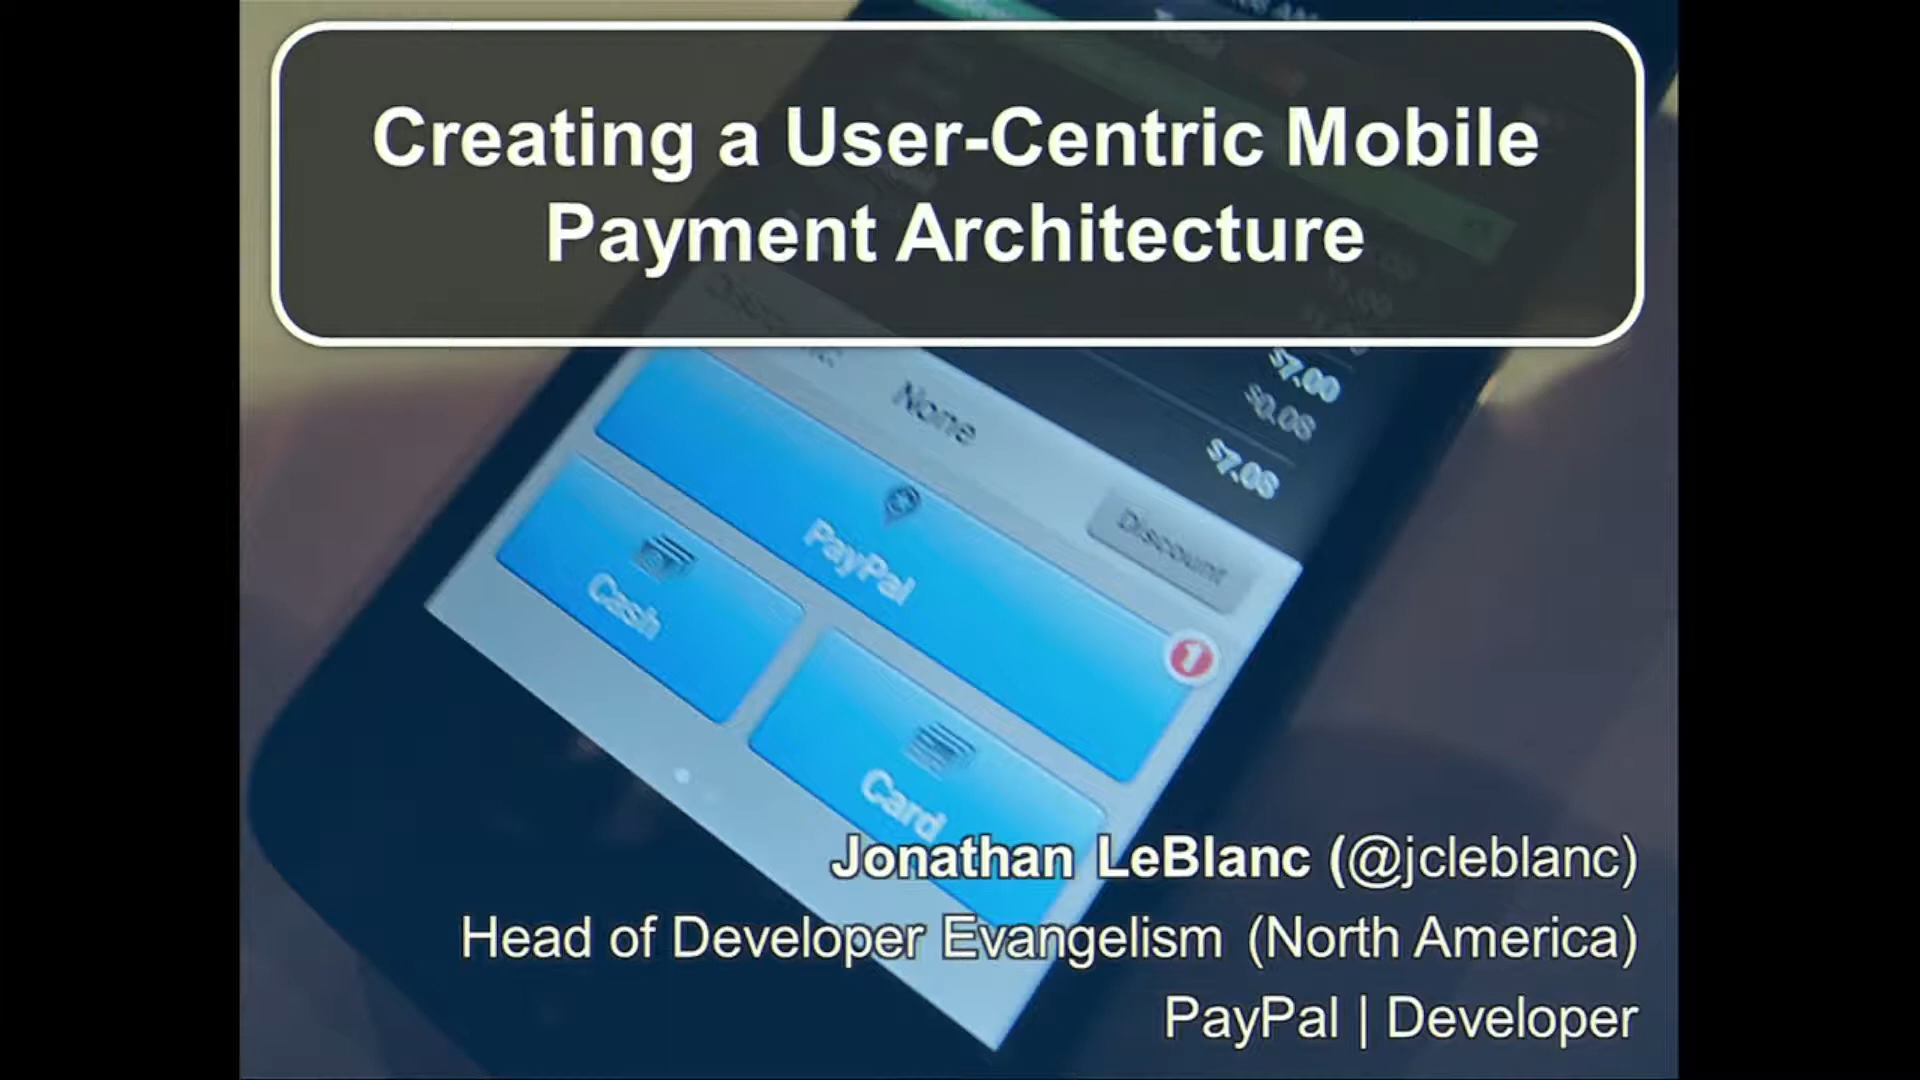 Creating a User-Centric Mobile
Payment Architecture
$7.00
$0.08
$7.08
None
Discount
PayPal
1
Cash
Card
Jonathan LeBlanc (@jcleblanc)
Head of Developer Evangelism (North America)
PayPal | Developer